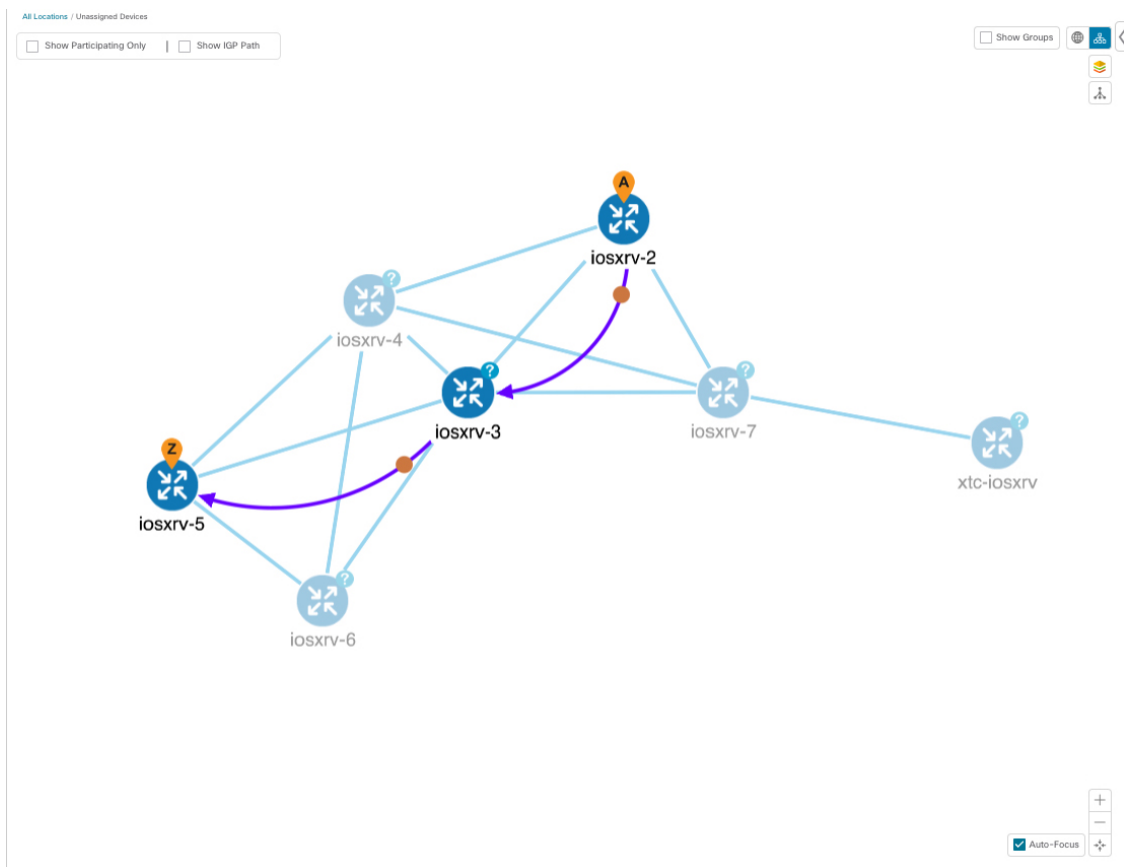 All Locations / Unassigned Devices
Show Participating Only | Show IGP Path
Show Groups
A
iosxrv-2
?
iosxrv-4
?
iosxrv-3
?
iosxrv-7
?
xtc-iosxrv
Z
iosxrv-5
?
iosxrv-6
Auto-Focus